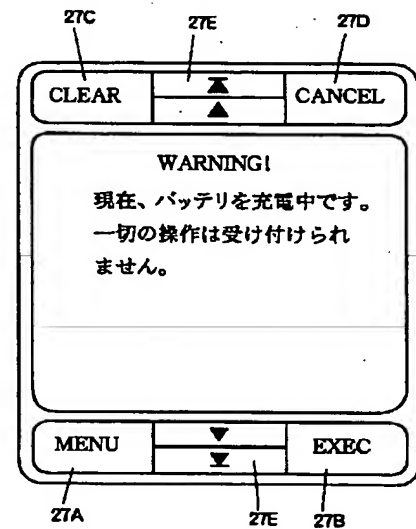 27C 27E 27D
CLEAR CANCEL
WARNING!
現在、バッテリを充電中です。
一切の操作は受け付けられ
ません。
MENU EXEC
27A 27E 27B